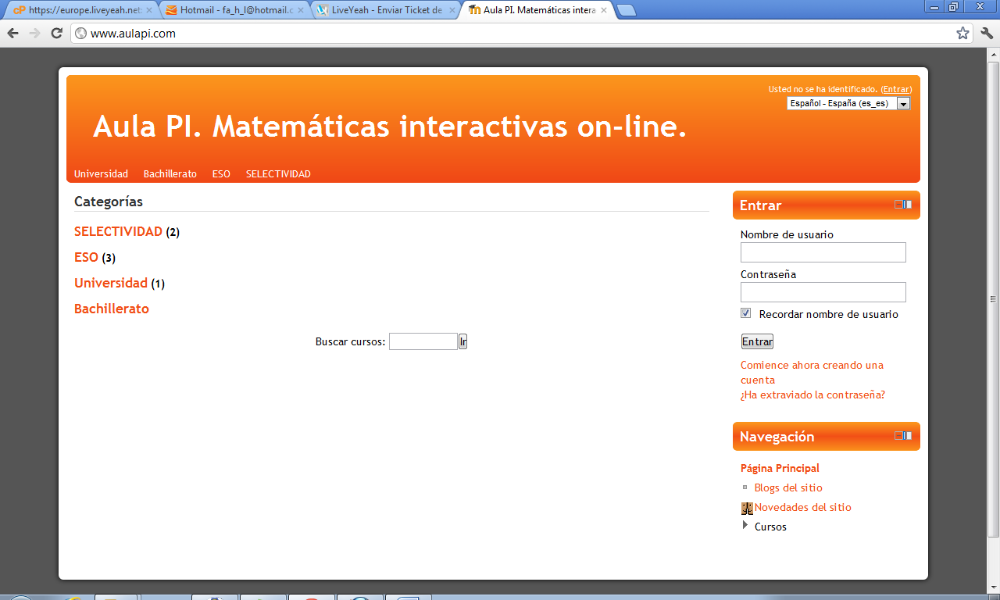 cP https://europe.liveyeah.net
Hotmail - fa_h_l@hotmail.c
LiveYeah - Enviar Ticket de
Aula PI. Matemáticas intera
www.aulapi.com
Usted no se ha identificado. (Entrar)
Español - España (es_es)
Aula PI. Matemáticas interactivas on-line.
Universidad Bachillerato ESO SELECTIVIDAD
Categorías
SELECTIVIDAD (2)
ESO (3)
Universidad (1)
Bachillerato
Buscar cursos: Ir
Entrar
Nombre de usuario
Contraseña
Recordar nombre de usuario
Entrar
Comience ahora creando una
cuenta
¿Ha extraviado la contraseña?
Navegación
Página Principal
Blogs del sitio
Novedades del sitio
Cursos